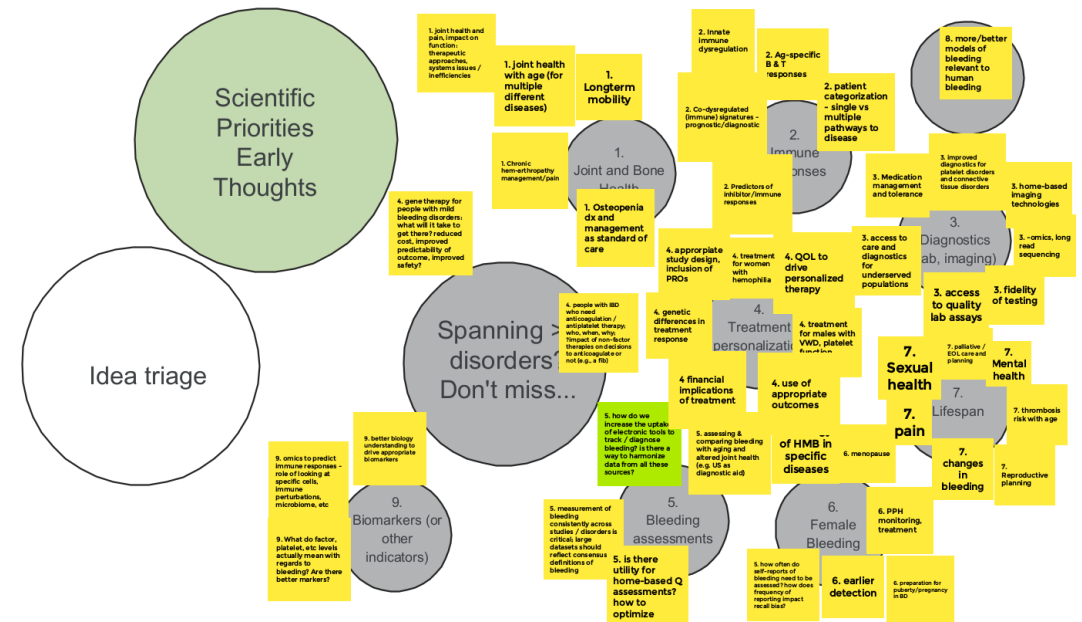 Scientific
Priorities
Early
Thoughts
Idea triage
Spanning >
disorders?
Don't miss...
1. joint health and
pain, impact on
function:
therapeutic
approaches,
systems issues /
inefficiencies
1. joint health
with age (for
multiple
different
diseases)
1.
Longterm
mobility
1. Chronic
hem-arthropathy
management/pain
1.
Joint and Bone
Health
1. Osteopenia
dx and
management
as standard of
care
2. Innate
immune
dysregulation
2. Ag-specific
B & T
responses
2. Co-dysregulated
(immune) signatures -
prognostic/diagnostic
2. patient
categorization
- single vs
multiple
pathways to
disease
2.
Immune
onses
2. Predictors of
inhibitor/immune
responses
8. more/better
models of
bleeding
relevant to
human
bleeding
3. Medication
management
and tolerance
3. improved
diagnostics for
platelet disorders
and connective
tissue disorders
3. home-based
imaging
technologies
3.
Diagnostics
ab, imaging)
3. -omics, long
read
sequencing
3. access to
care and
diagnostics
for
underserved
populations
3. access
to quality
lab assays
3. fidelity
of testing
4. gene therapy for
people with mild
bleeding disorders:
what will it take to
get there? reduced
cost, improved
predictability of
outcome, improved
safety?
4. people with IBD
who need
anticoagulation /
antiplatelet therapy;
who, when, why;
?impact of non-factor
therapies on decisions
to anticoagulate or
not (e.g., a fib)
4. appropriate
study design,
inclusion of
PROs
4. treatment
for women
with
hemophilia
4. QOL to
drive
personalized
therapy
4. genetic
differences in
treatment
response
4.
Treatment
personalizatio
4. treatment
for males with
VWD, platelet
function
4 financial
implications
of treatment
4. use of
appropriate
outcomes
7.
Sexual
health
7. palliative /
EOL care and
planning
7.
Mental
health
7.
Lifespan
7.
pain
7. thrombosis
risk with age
7.
changes
in
bleeding
7.
Reproductive
planning
5. how do we
increase the uptake
of electronic tools to
track / diagnose
bleeding? is there a
way to harmonize
data from all these
sources?
5. assessing &
comparing bleeding
with aging and
altered joint health
(e.g. US as
diagnostic aid)
of HMB in
specific
diseases
6. menopause
5.
Bleeding
assessments
5. measurement of
bleeding
consistently across
studies / disorders is
critical; large
datasets should
reflect consensus
definitions of
bleeding
5. is there
utility for
home-based Q
assessments?
how to
optimize
6.
Female
Bleeding
6. PPH
monitoring,
treatment
5. how often do
self-reports of
bleeding need to be
assessed? how does
frequency of
reporting impact
recall bias?
6. earlier
detection
6. preparation for
puberty/pregnancy
in BD
9. better biology
understanding to
drive appropriate
biomarkers
9. omics to predict
immune responses -
role of looking at
specific cells,
immune
perturbations,
microbiome, etc
9.
Biomarkers (or
other
indicators)
9. What do factor,
platelet, etc levels
actually mean with
regards to
bleeding? Are there
better markers?